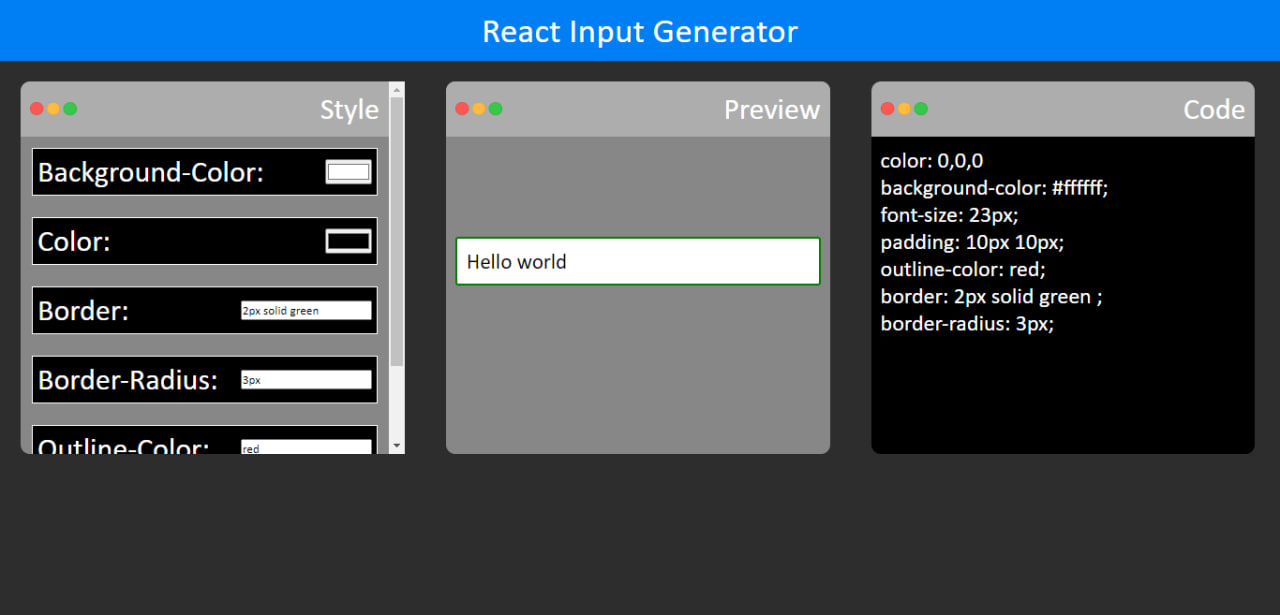 React Input Generator
Style
Background-Color:
Color:
Border: 2px solid green
Border-Radius: 3px
Outline-Color: red
Preview
Hello world
Code
color: 0,0,0
background-color: #ffffff;
font-size: 23px;
padding: 10px 10px;
outline-color: red;
border: 2px solid green ;
border-radius: 3px;